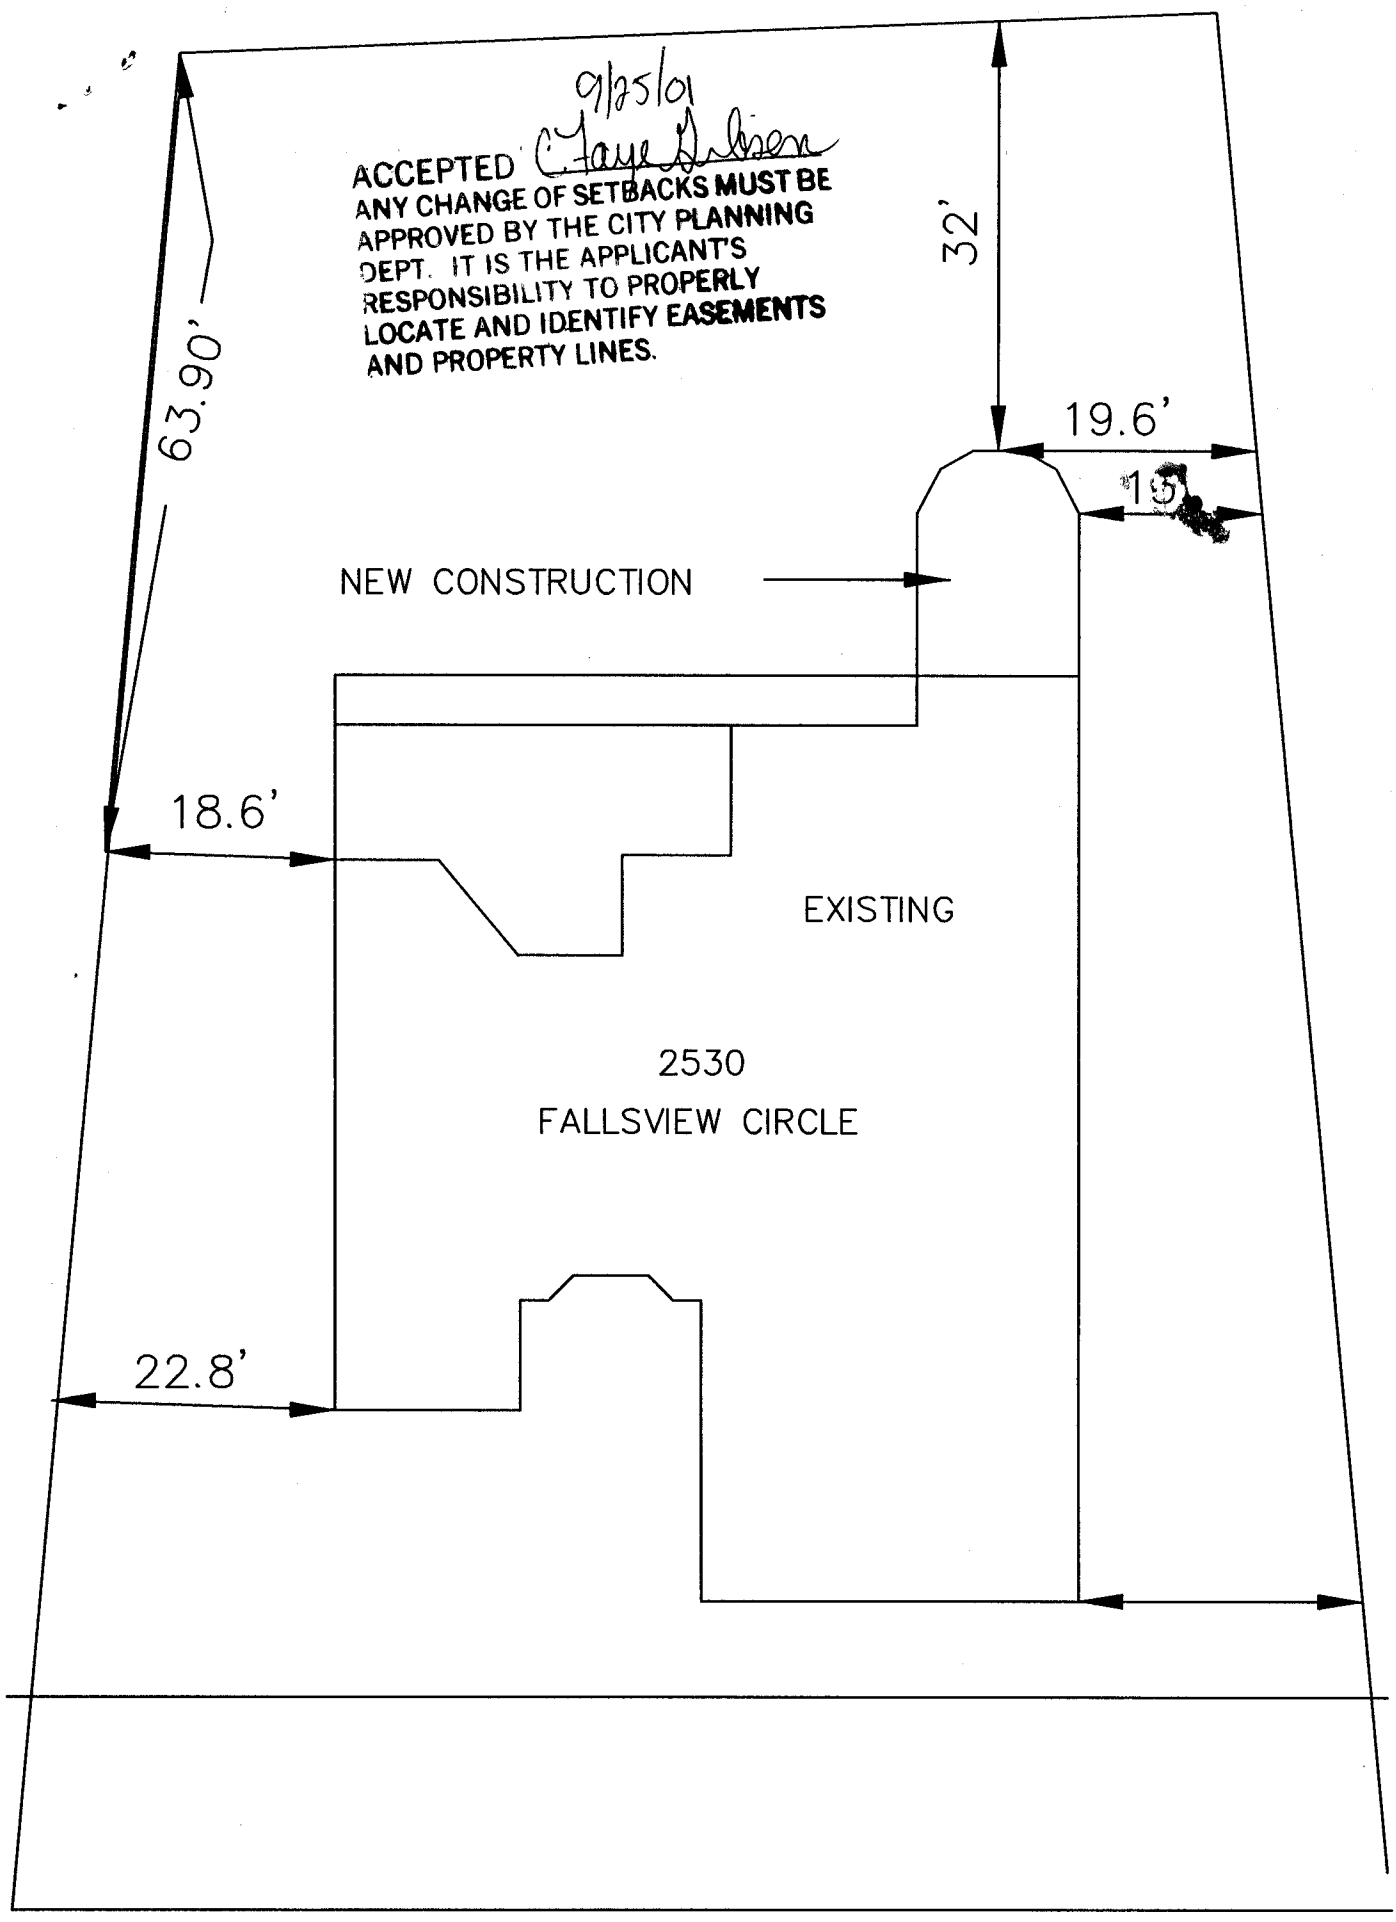 9/25/01
ACCEPTED C. Faye Gibson
ANY CHANGE OF SETBACKS MUST BE
APPROVED BY THE CITY PLANNING
DEPT. IT IS THE APPLICANT'S
RESPONSIBILITY TO PROPERLY
LOCATE AND IDENTIFY EASEMENTS
AND PROPERTY LINES.
32'
63.90'
19.6'
NEW CONSTRUCTION
18.6'
EXISTING
2530
FALLSVIEW CIRCLE
22.8'